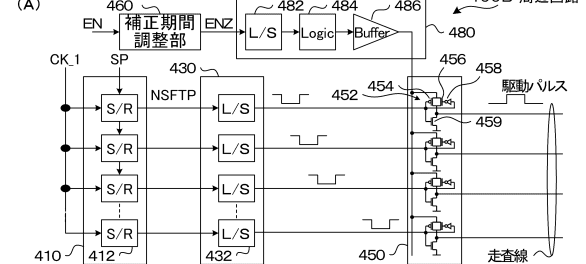 (A)
460
482
484
486
EN
補正期間
調整部
ENZ
L/S
Logic
Buffer
480
CK_1
SP
430
454
456
458
452
駆動パルス
S/R
NSFTP
L/S
459
S/R
L/S
S/R
L/S
S/R
L/S
410
412
432
450
走査線